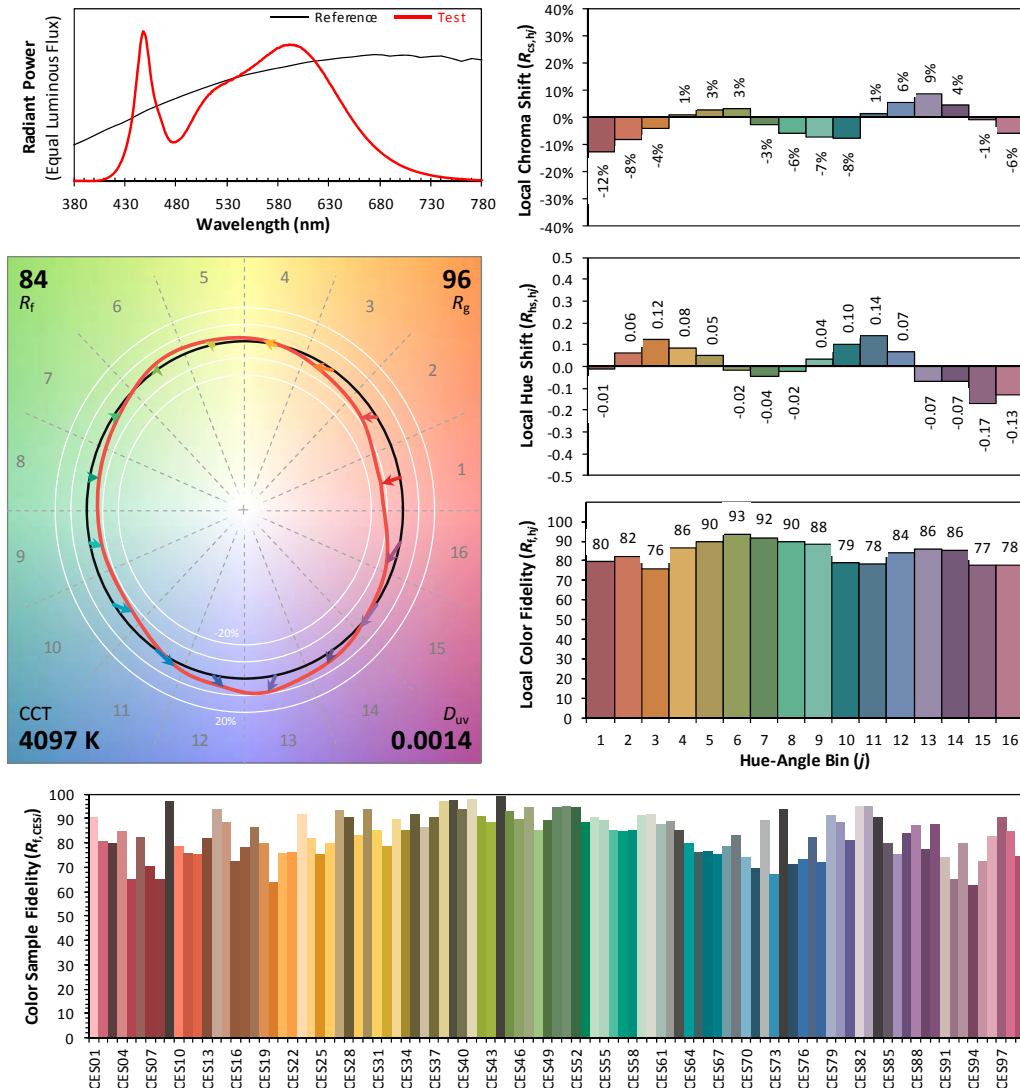 Reference Test
Radiant Power
(Equal Luminous Flux)
380 430 480 530 580 630 680 730 780
Wavelength (nm)
Local Chroma Shift (Rcs,hj)
40%
30%
20%
10%
0%
-10%
-20%
-30%
-40%
-12% -8% -4% 1% 3% 3% -3% -6% -7% -8% 1% 6% 9% 4% -1% -6%
84
Rf
96
Rg
5 4
6 3
7 2
8 1
9 16
10 15
11 14
12 13
-20%
20%
CCT
4097 K
Duv
0.0014
Local Hue Shift (Rhs,hj)
0.5
0.4
0.3
0.2
0.1
0.0
-0.1
-0.2
-0.3
-0.4
-0.5
-0.01 0.06 0.12 0.08 0.05 -0.02 -0.04 -0.02 0.04 0.10 0.14 0.07 -0.07 -0.07 -0.17 -0.13
Local Color Fidelity (Rf,hj)
100
90
80
70
60
50
40
30
20
10
0
80 82 76 86 90 93 92 90 88 79 78 84 86 86 77 78
1 2 3 4 5 6 7 8 9 10 11 12 13 14 15 16
Hue-Angle Bin (j)
Color Sample Fidelity (Rf,CESi)
100
90
80
70
60
50
40
30
20
10
0
CES01 CES04 CES07 CES10 CES13 CES16 CES19 CES22 CES25 CES28 CES31 CES34 CES37 CES40 CES43 CES46 CES49 CES52 CES55 CES58 CES61 CES64 CES67 CES70 CES73 CES76 CES79 CES82 CES85 CES88 CES91 CES94 CES97